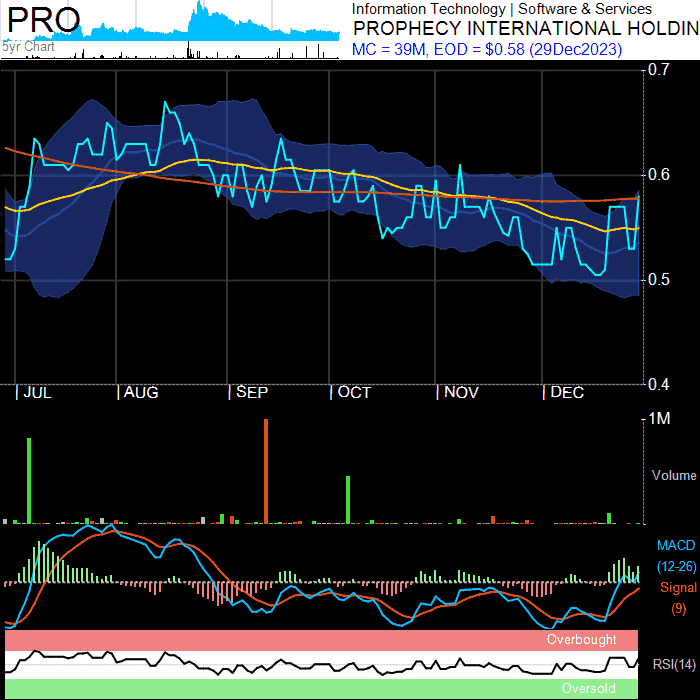 PRO
5yr Chart
Information Technology | Software & Services
PROPHECY INTERNATIONAL HOLDIN
MC = 39M, EOD = $0.58 (29Dec2023)
0.7
0.6
0.5
0.4
| JUL | AUG | SEP | OCT | NOV | DEC
1M
Volume
MACD
(12-26)
Signal
(9)
Overbought
RSI(14)
Oversold